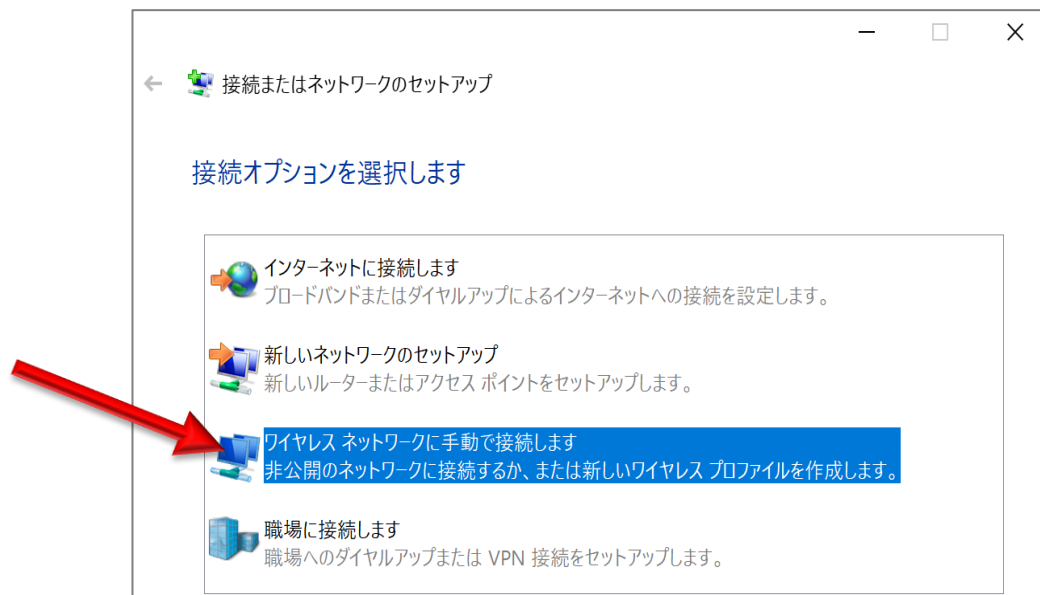 接続またはネットワークのセットアップ
接続オプションを選択します
インターネットに接続します
ブロードバンドまたはダイヤルアップによるインターネットへの接続を設定します。
新しいネットワークのセットアップ
新しいルーターまたはアクセス ポイントをセットアップします。
ワイヤレス ネットワークに手動で接続します
非公開のネットワークに接続するか、または新しいワイヤレス プロファイルを作成します。
職場に接続します
職場へのダイヤルアップまたは VPN 接続をセットアップします。